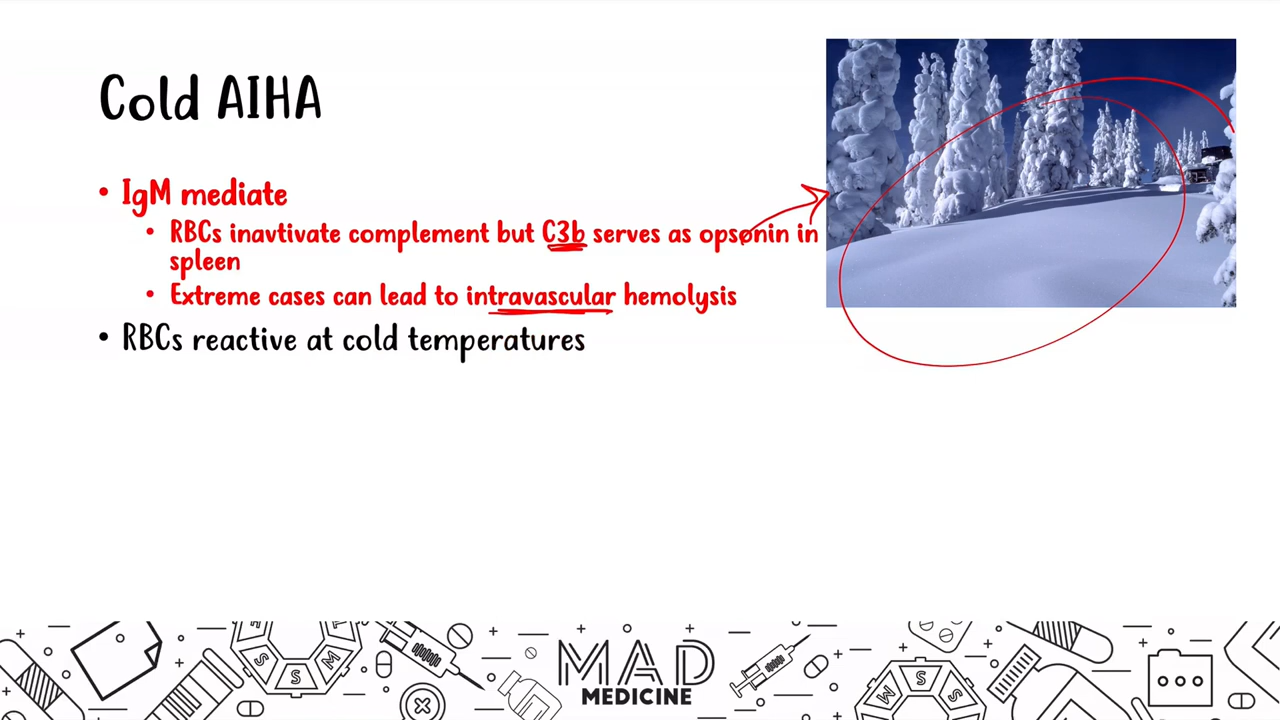 Cold AIHA
• IgM mediate
• RBCs inavtivate complement but C3b serves as opsonin in
spleen
• Extreme cases can lead to intravascular hemolysis
• RBCs reactive at cold temperatures
MAD
MEDICINE